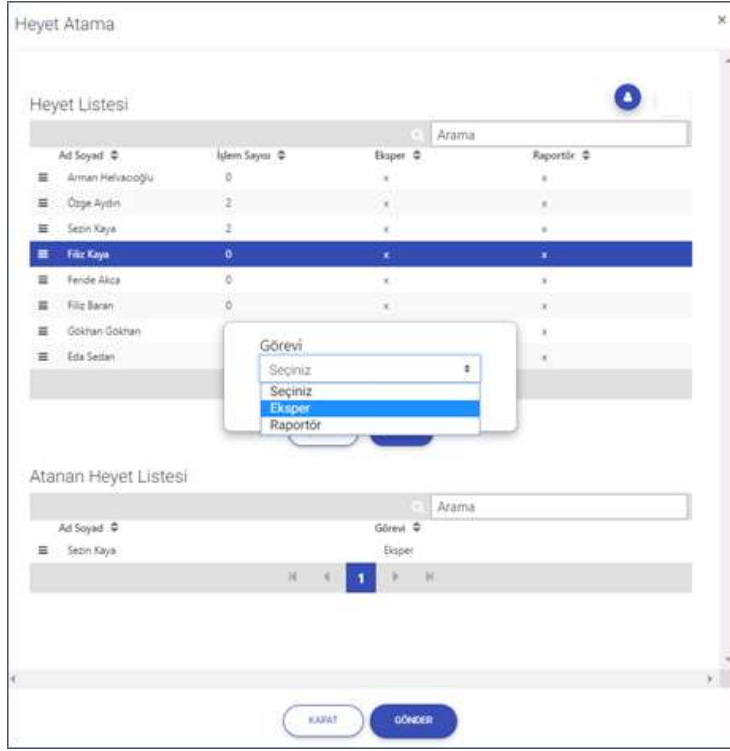 Heyet Atama
×
Heyet Listesi
Arama
Ad Soyad İşlem Sayısı Eksper Raportör
Arman Helvacıoğlu 0 x x
Özge Aydın 2 x x
Sezin Kaya 2 x x
Filiz Kaya 0 x x
Feride Akca 0 x x
Filiz Baran 0 x x
Gökhan Gökhan x
Eda Sedan x
Görevi
Seçiniz
Seçiniz
Eksper
Raportör
Atanan Heyet Listesi
Arama
Ad Soyad Görevi
Sezin Kaya Eksper
1
KAPAT GÖNDER